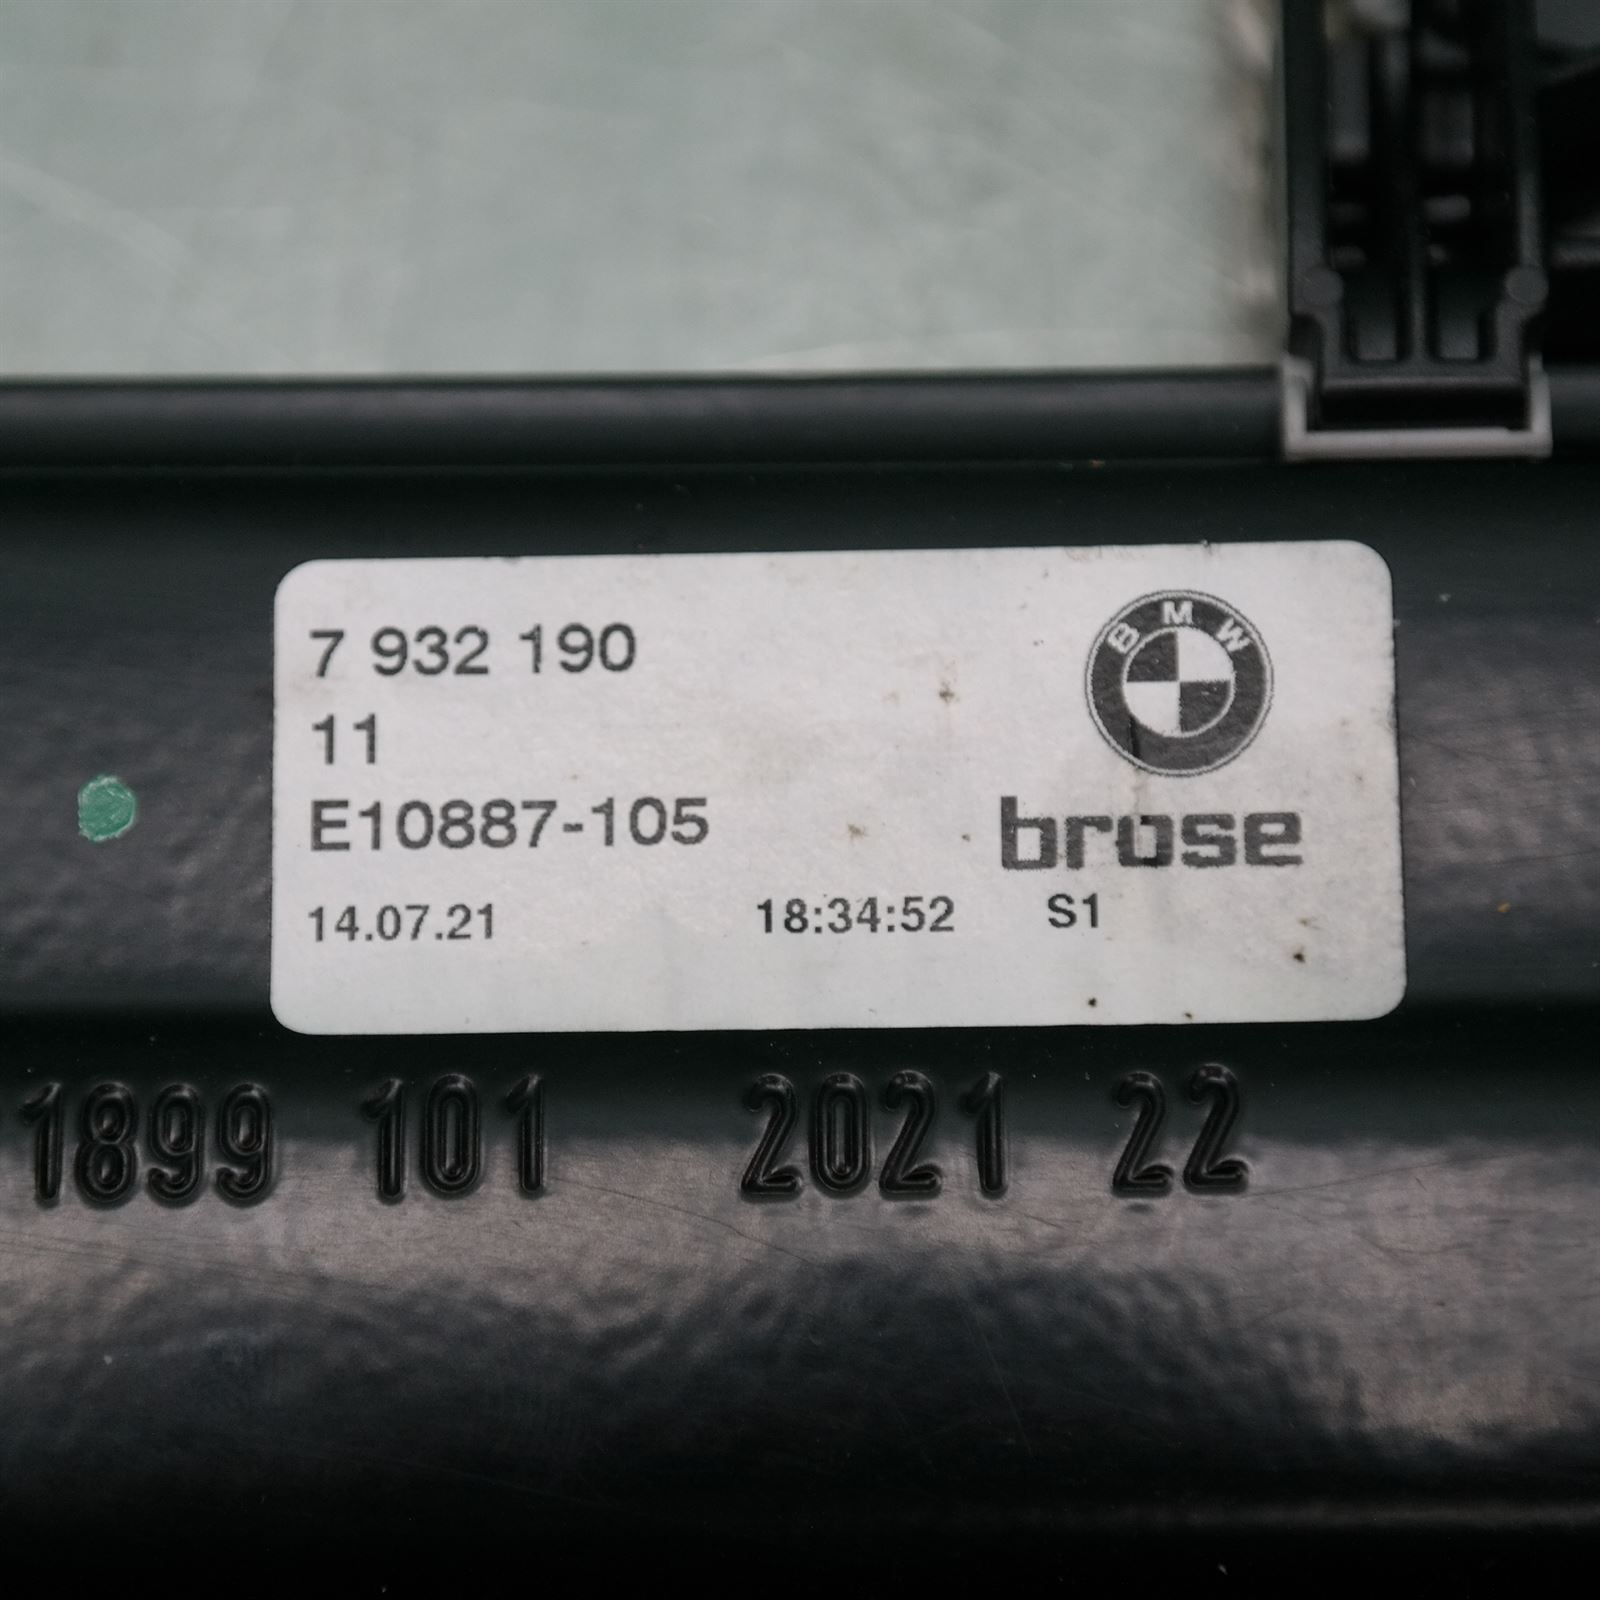 BMW
7 932 190
11
E10887-105
brose
14.07.21 18:34:52 S1
1899 101 2021 22